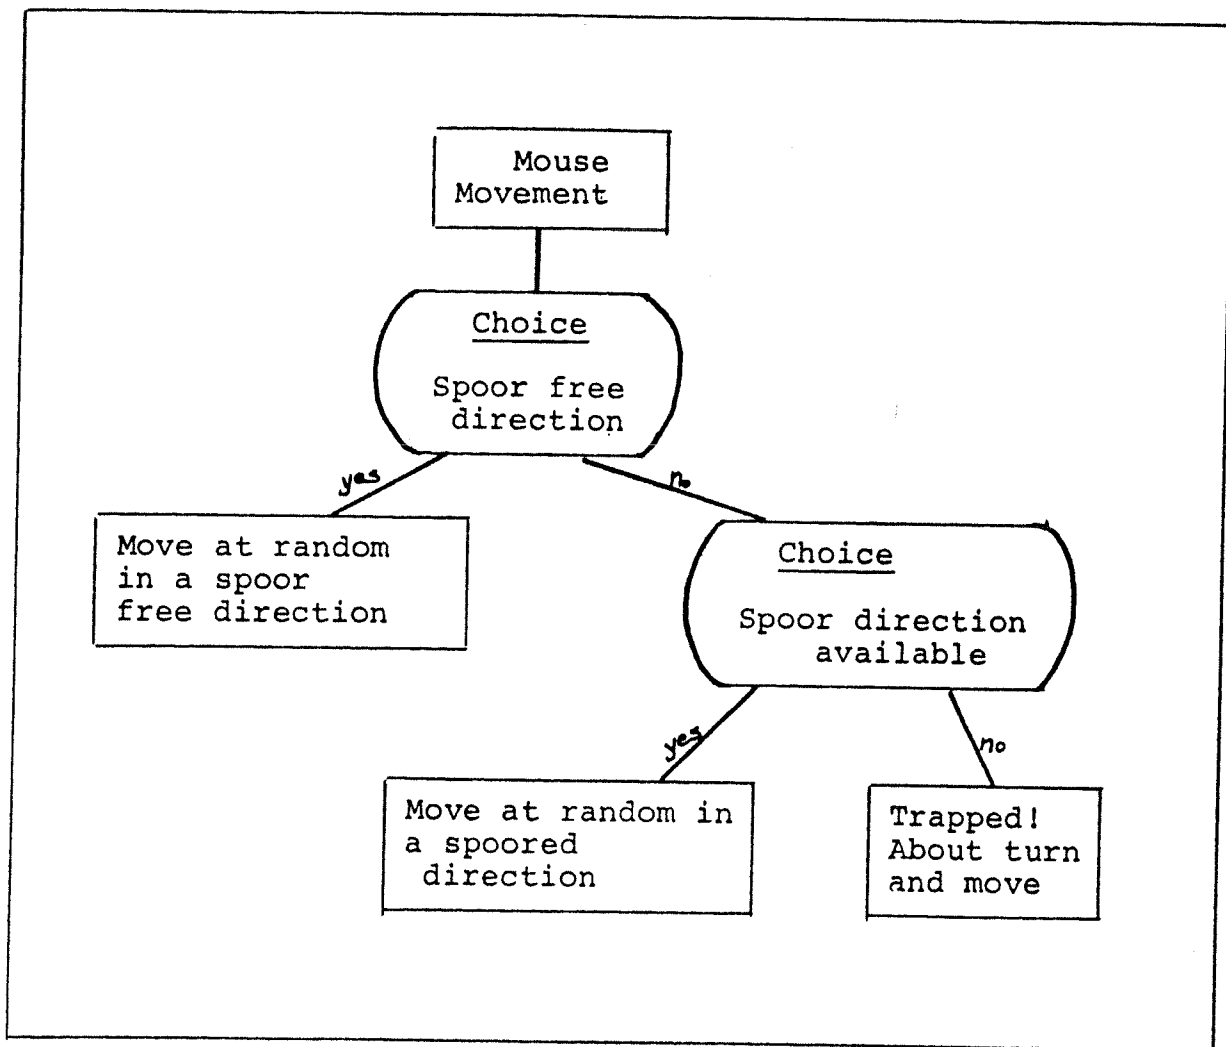 Mouse
Movement
Choice
Spoor free
direction
yes
no
Move at random
in a spoor
free direction
Choice
Spoor direction
available
yes
no
Move at random in
a spoored
direction
Trapped!
About turn
and move